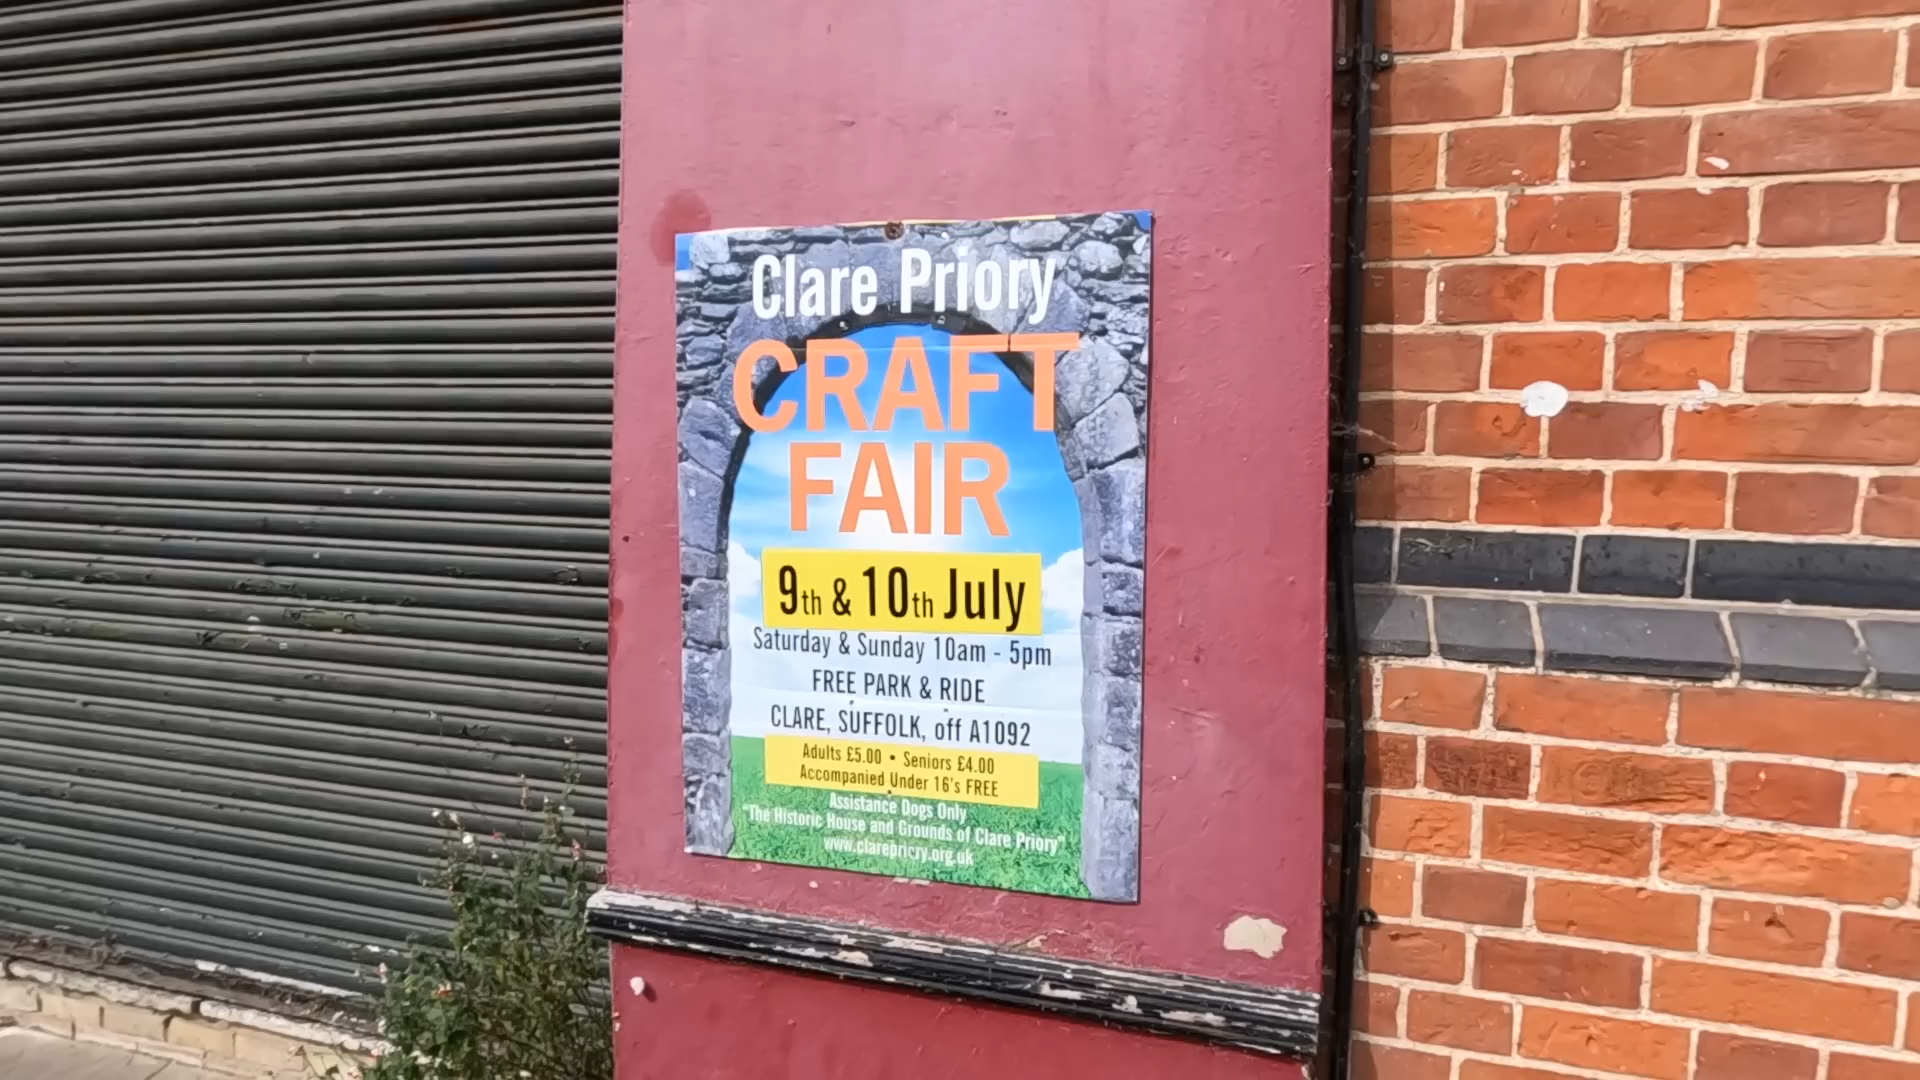 Clare Priory
CRAFT
FAIR
9th & 10th July
Saturday & Sunday 10am - 5pm
FREE PARK & RIDE
CLARE, SUFFOLK, off A1092
Adults £5.00 • Seniors £4.00
Accompanied Under 16's FREE
Assistance Dogs Only
"The Historic House and Grounds of Clare Priory"
www.clarepriory.org.uk